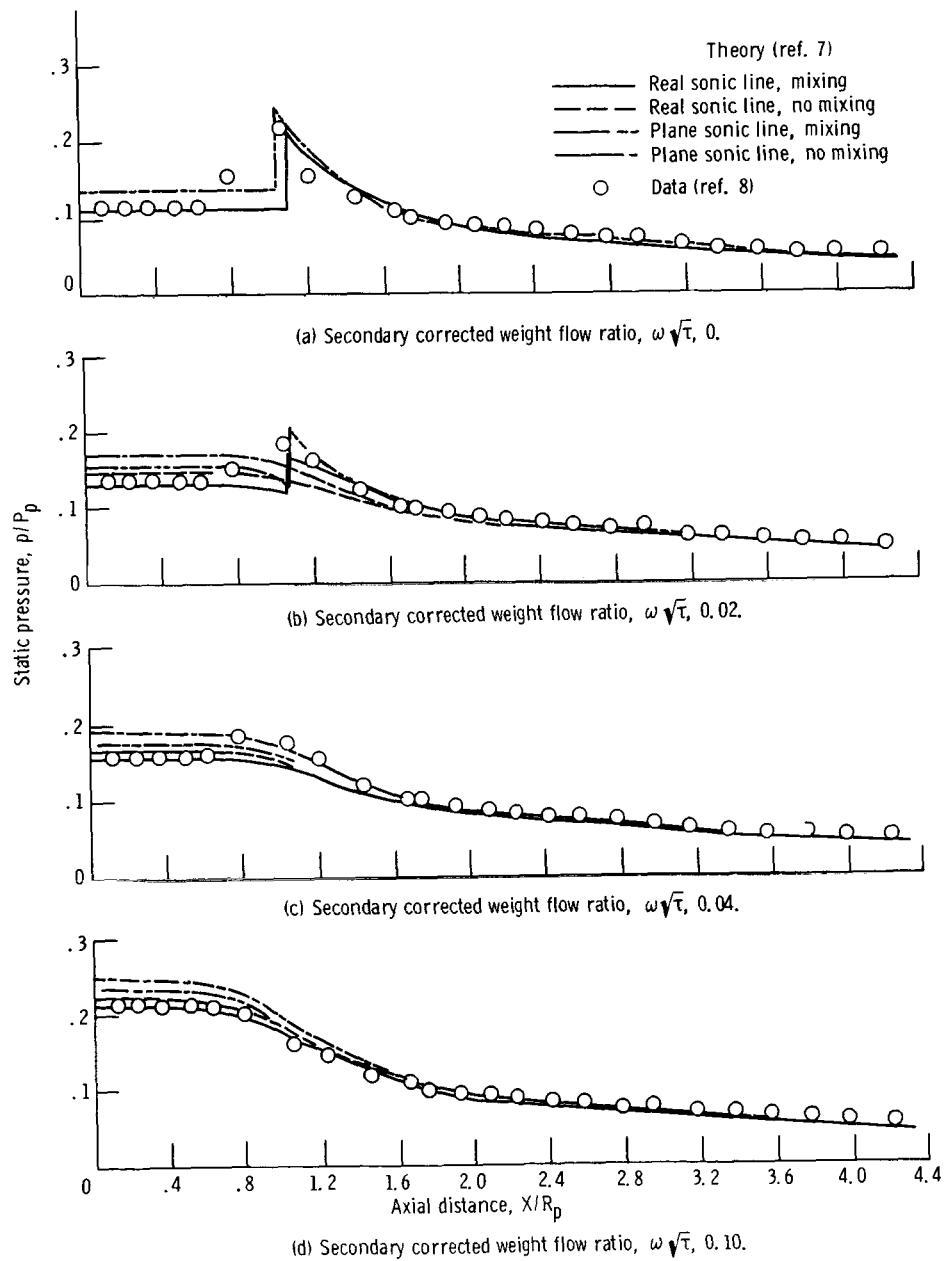 Theory (ref. 7)
Real sonic line, mixing
Real sonic line, no mixing
Plane sonic line, mixing
Plane sonic line, no mixing
Data (ref. 8)
.3
.2
.1
0
(a) Secondary corrected weight flow ratio, ω√τ̄, 0.
.3
.2
.1
0
(b) Secondary corrected weight flow ratio, ω√τ̄, 0.02.
Static pressure, p/Pp
.3
.2
.1
0
(c) Secondary corrected weight flow ratio, ω√τ̄, 0.04.
.3
.2
.1
0 .4 .8 1.2 1.6 2.0 2.4 2.8 3.2 3.6 4.0 4.4
Axial distance, X/Rp
(d) Secondary corrected weight flow ratio, ω√τ̄, 0.10.